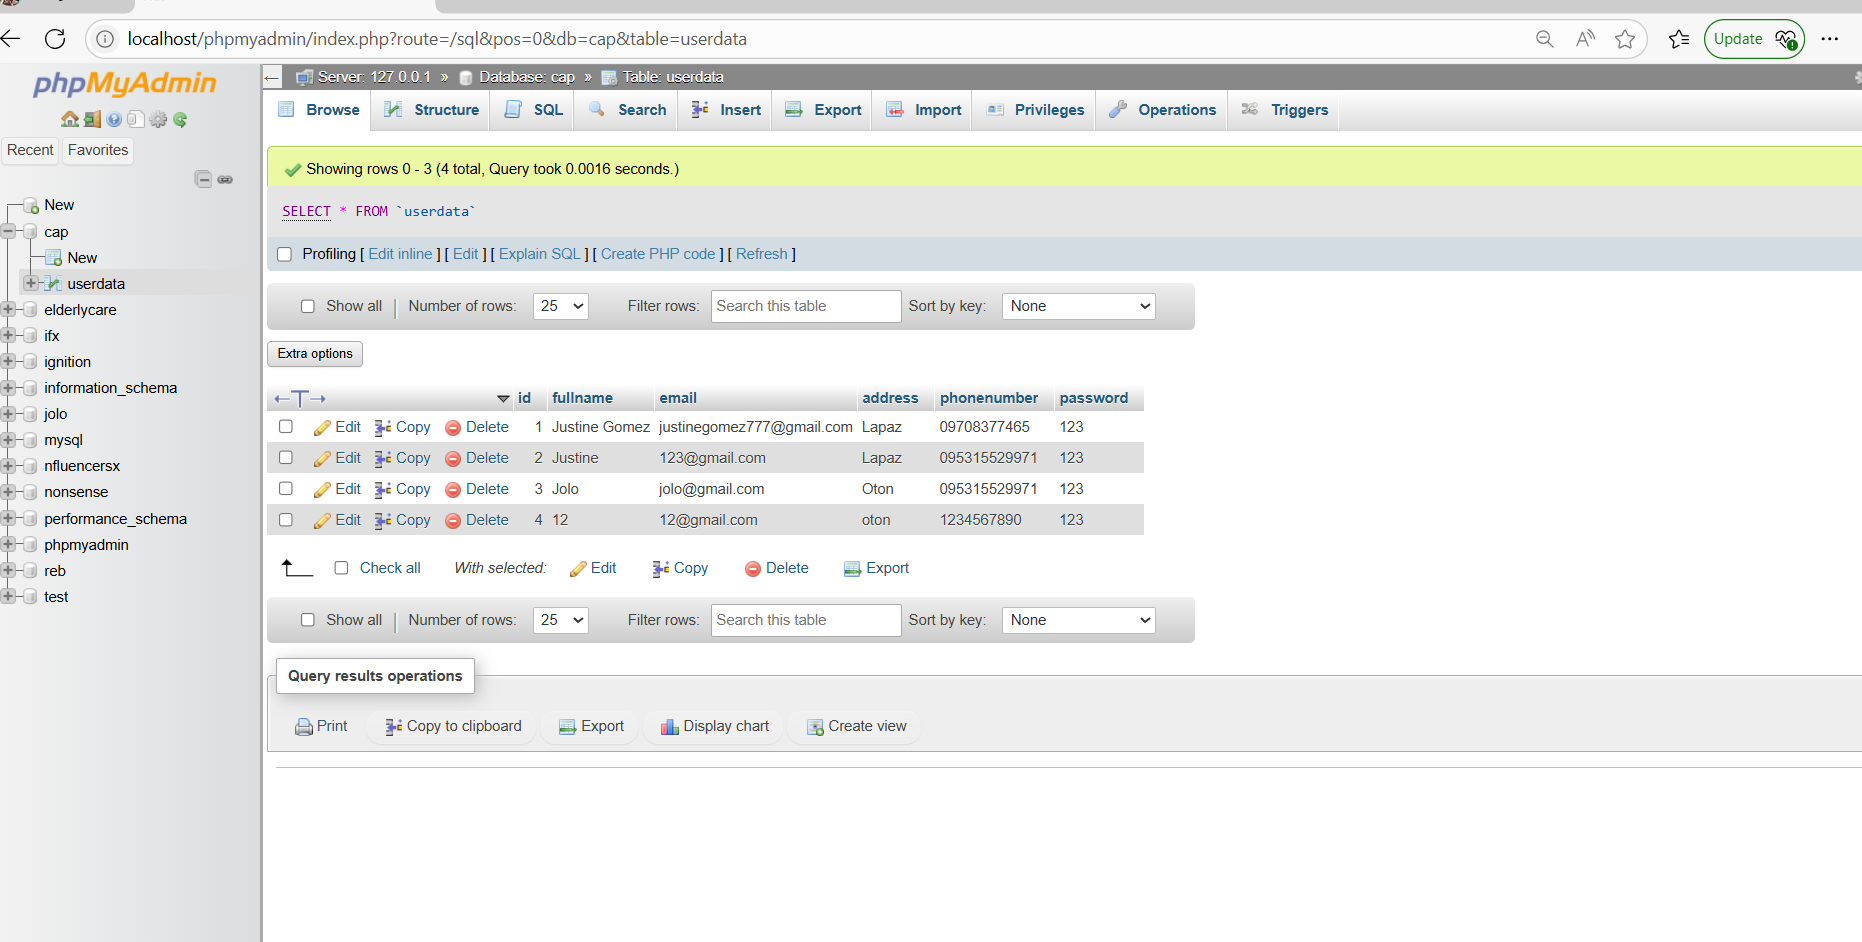 localhost/phpmyadmin/index.php?route=/sql&pos=0&db=cap&table=userdata
Update
phpMyAdmin
Recent Favorites
New
cap
New
userdata
elderlycare
ifx
ignition
information_schema
jolo
mysql
nfluencersx
nonsense
performance_schema
phpmyadmin
reb
test
Server: 127.0.0.1 » Database: cap » Table: userdata
Browse Structure SQL Search Insert Export Import Privileges Operations Triggers
Showing rows 0 - 3 (4 total, Query took 0.0016 seconds.)
SELECT * FROM `userdata`
Profiling [ Edit inline ] [ Edit ] [ Explain SQL ] [ Create PHP code ] [ Refresh ]
Show all | Number of rows: 25 Filter rows: Search this table Sort by key: None
Extra options
←T→ id fullname email address phonenumber password
Edit Copy Delete 1 Justine Gomez justinegomez777@gmail.com Lapaz 09708377465 123
Edit Copy Delete 2 Justine 123@gmail.com Lapaz 095315529971 123
Edit Copy Delete 3 Jolo jolo@gmail.com Oton 095315529971 123
Edit Copy Delete 4 12 12@gmail.com oton 1234567890 123
Check all With selected: Edit Copy Delete Export
Show all | Number of rows: 25 Filter rows: Search this table Sort by key: None
Query results operations
Print Copy to clipboard Export Display chart Create view